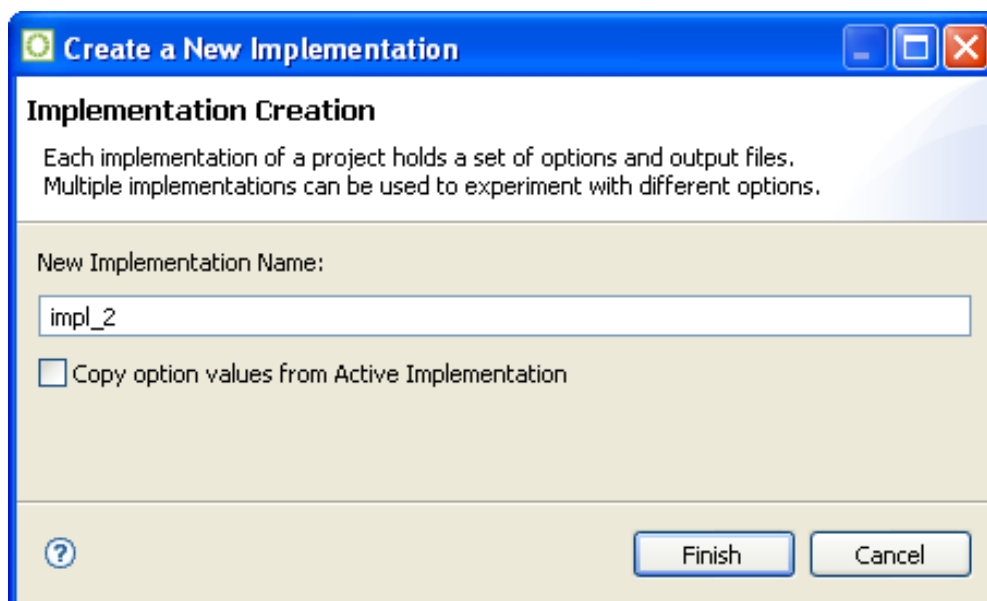 Create a New Implementation
Implementation Creation
Each implementation of a project holds a set of options and output files.
Multiple implementations can be used to experiment with different options.
New Implementation Name:
impl_2
Copy option values from Active Implementation
?
Finish
Cancel